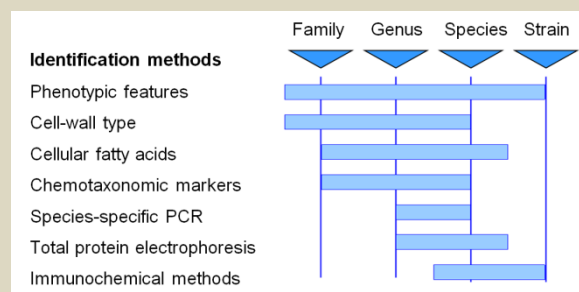 Family Genus Species Strain
Identification methods
Phenotypic features
Cell-wall type
Cellular fatty acids
Chemotaxonomic markers
Species-specific PCR
Total protein electrophoresis
Immunochemical methods